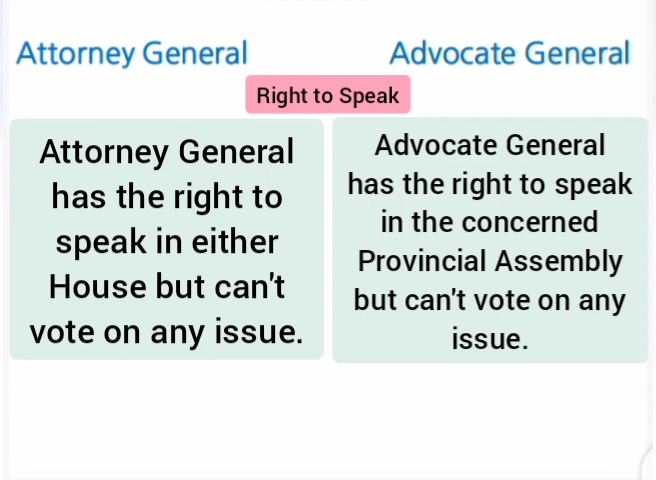 Attorney General
Advocate General
Right to Speak
Attorney General
has the right to
speak in either
House but can't
vote on any issue.
Advocate General
has the right to speak
in the concerned
Provincial Assembly
but can't vote on any
issue.